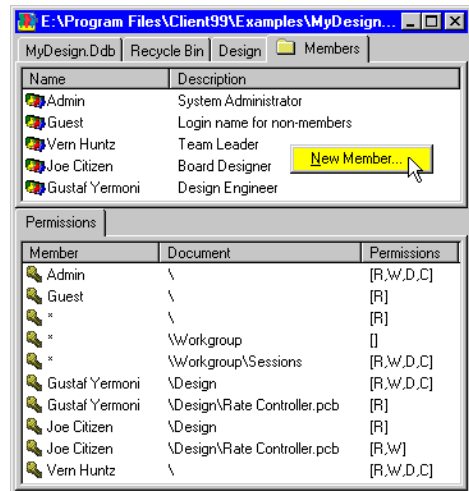 E:\Program Files\Client99\Examples\MyDesign...
MyDesign.Ddb Recycle Bin Design Members
Name Description
Admin System Administrator
Guest Login name for non-members
Vern Huntz Team Leader
New Member...
Joe Citizen Board Designer
Gustaf Yermoni Design Engineer
Permissions
Member Document Permissions
Admin \ [R,W,D,C]
Guest \ [R]
* \ [R]
* \Workgroup []
* \Workgroup\Sessions [R,W,D,C]
Gustaf Yermoni \Design [R,W,D,C]
Gustaf Yermoni \Design\Rate Controller.pcb [R]
Joe Citizen \Design [R]
Joe Citizen \Design\Rate Controller.pcb [R,W]
Vern Huntz \ [R,W,D,C]